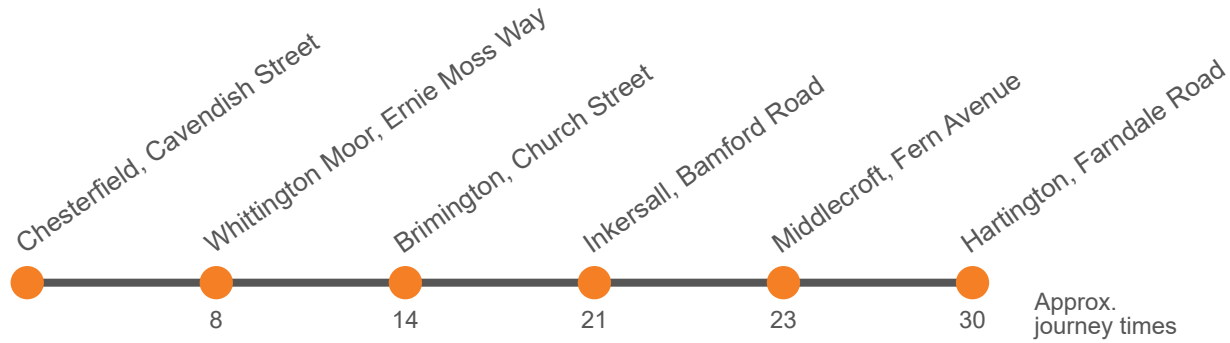 Chesterfield, Cavendish Street
Whittington Moor, Ernie Moss Way
Brimington, Church Street
Inkersall, Bamford Road
Middlecroft, Fern Avenue
Hartington, Farndale Road
8
14
21
23
30
Approx.
journey times